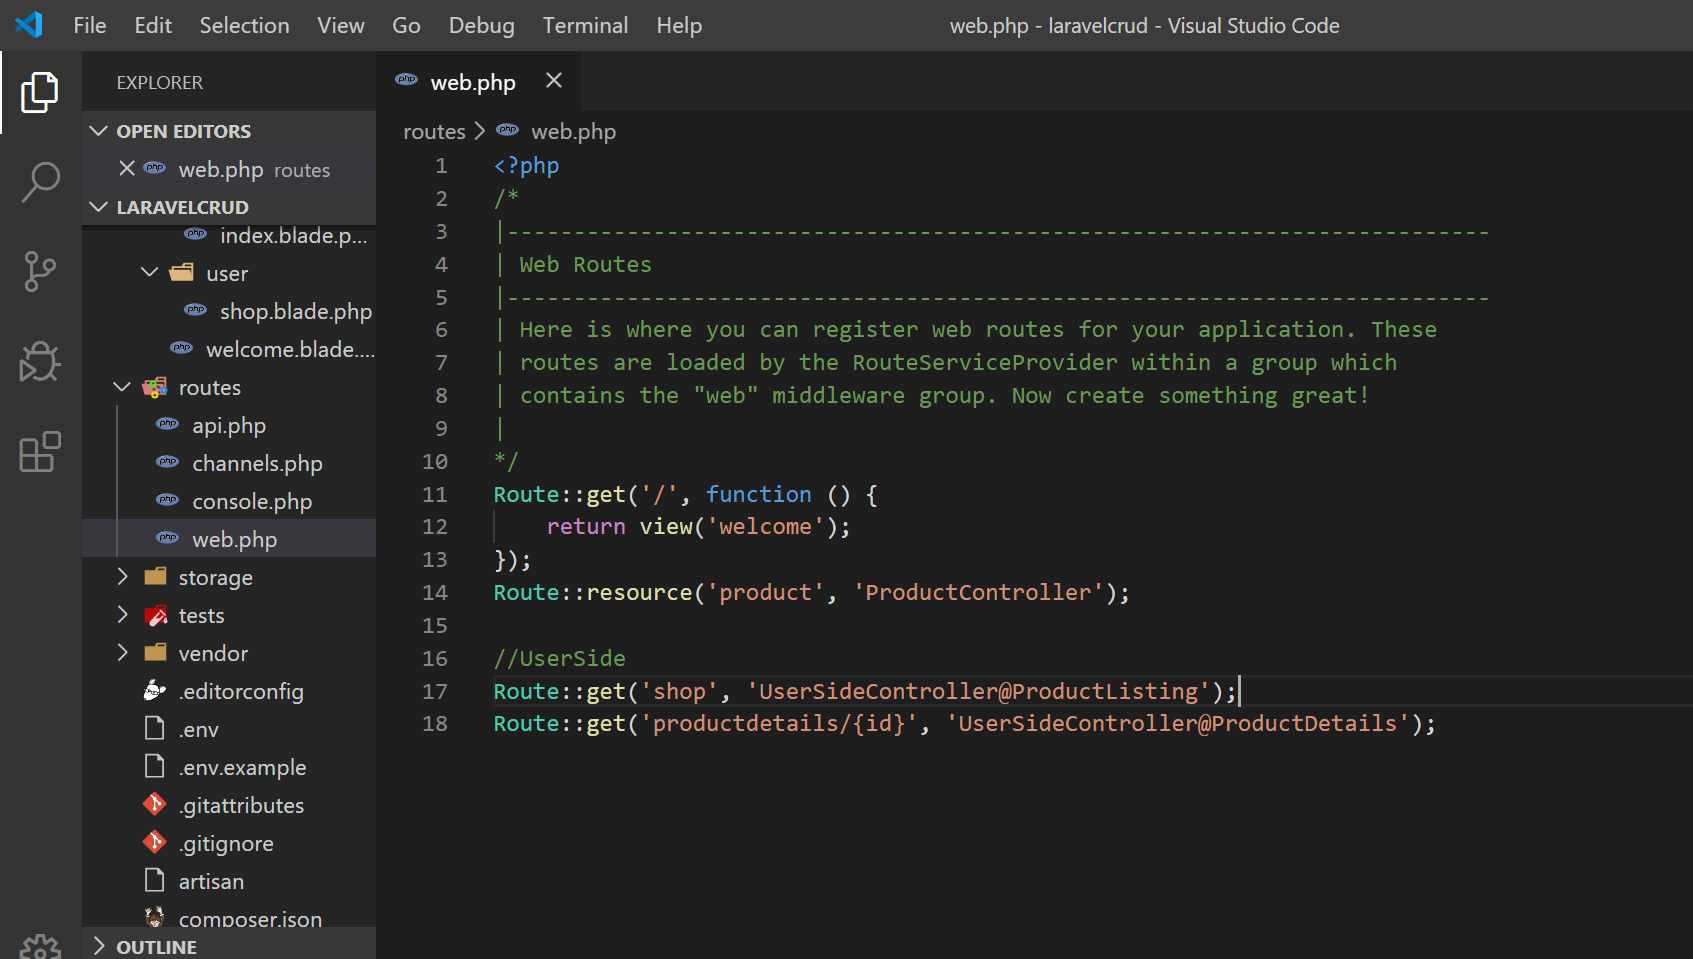 File Edit Selection View Go Debug Terminal Help web.php - laravelcrud - Visual Studio Code
EXPLORER
OPEN EDITORS
web.php routes
LARAVELCRUD
index.blade.p...
user
shop.blade.php
welcome.blade....
routes
api.php
channels.php
console.php
web.php
storage
tests
vendor
.editorconfig
.env
.env.example
.gitattributes
.gitignore
artisan
composer.json
OUTLINE
web.php
routes > web.php
1 <?php
2 /*
3 |--------------------------------------------------------------------------
4 | Web Routes
5 |--------------------------------------------------------------------------
6 | Here is where you can register web routes for your application. These
7 | routes are loaded by the RouteServiceProvider within a group which
8 | contains the "web" middleware group. Now create something great!
9 |
10 */
11 Route::get('/', function () {
12     return view('welcome');
13 });
14 Route::resource('product', 'ProductController');
15
16 //UserSide
17 Route::get('shop', 'UserSideController@ProductListing');
18 Route::get('productdetails/{id}', 'UserSideController@ProductDetails');